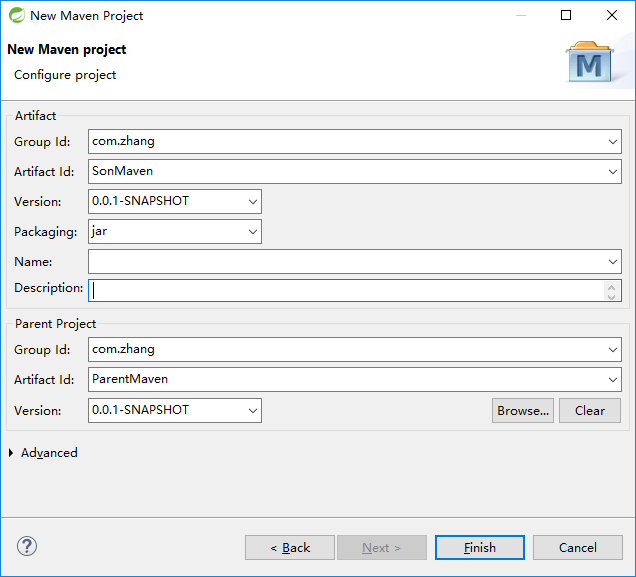 New Maven Project
New Maven project
Configure project
M
Artifact
Group Id: com.zhang
Artifact Id: SonMaven
Version: 0.0.1-SNAPSHOT
Packaging: jar
Name:
Description:
Parent Project
Group Id: com.zhang
Artifact Id: ParentMaven
Version: 0.0.1-SNAPSHOT Browse... Clear
Advanced
? < Back Next > Finish Cancel